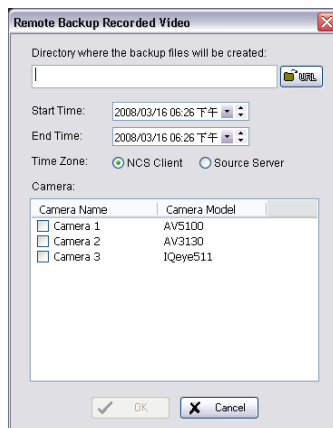 Remote Backup Recorded Video
Directory where the backup files will be created:
URL
Start Time: 2008/03/16 06:26 下午
End Time: 2008/03/16 06:26 下午
Time Zone: NCS Client Source Server
Camera:
Camera Name Camera Model
Camera 1 AV5100
Camera 2 AV3130
Camera 3 IQeye511
OK Cancel